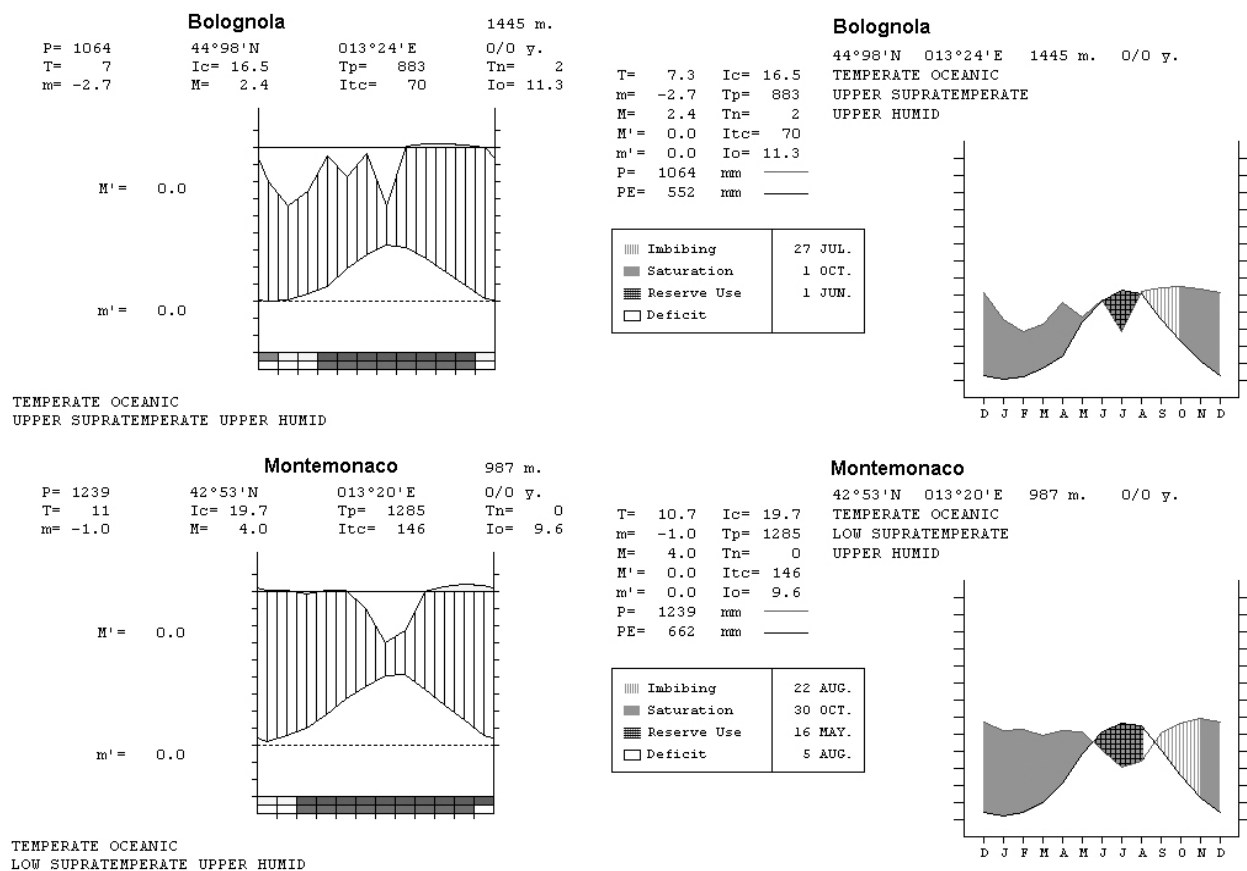 Bolognola 1445 m.
P= 1064 44°98'N 013°24'E 0/0 y.
T= 7 Ic= 16.5 Tp= 883 Tn= 2
m= -2.7 M= 2.4 Itc= 70 Io= 11.3
M'= 0.0
m'= 0.0
TEMPERATE OCEANIC
UPPER SUPRATEMPERATE UPPER HUMID
Bolognola
44°98'N 013°24'E 1445 m. 0/0 y.
T= 7.3 Ic= 16.5 TEMPERATE OCEANIC
m= -2.7 Tp= 883 UPPER SUPRATEMPERATE
M= 2.4 Tn= 2 UPPER HUMID
M'= 0.0 Itc= 70
m'= 0.0 Io= 11.3
P= 1064 mm
PE= 552 mm
Imbibing 27 JUL.
Saturation 1 OCT.
Reserve Use 1 JUN.
Deficit
D J F M A M J J A S O N D
Montemonaco 987 m.
P= 1239 42°53'N 013°20'E 0/0 y.
T= 11 Ic= 19.7 Tp= 1285 Tn= 0
m= -1.0 M= 4.0 Itc= 146 Io= 9.6
M'= 0.0
m'= 0.0
TEMPERATE OCEANIC
LOW SUPRATEMPERATE UPPER HUMID
Montemonaco
42°53'N 013°20'E 987 m. 0/0 y.
T= 10.7 Ic= 19.7 TEMPERATE OCEANIC
m= -1.0 Tp= 1285 LOW SUPRATEMPERATE
M= 4.0 Tn= 0 UPPER HUMID
M'= 0.0 Itc= 146
m'= 0.0 Io= 9.6
P= 1239 mm
PE= 662 mm
Imbibing 22 AUG.
Saturation 30 OCT.
Reserve Use 16 MAY.
Deficit 5 AUG.
D J F M A M J J A S O N D